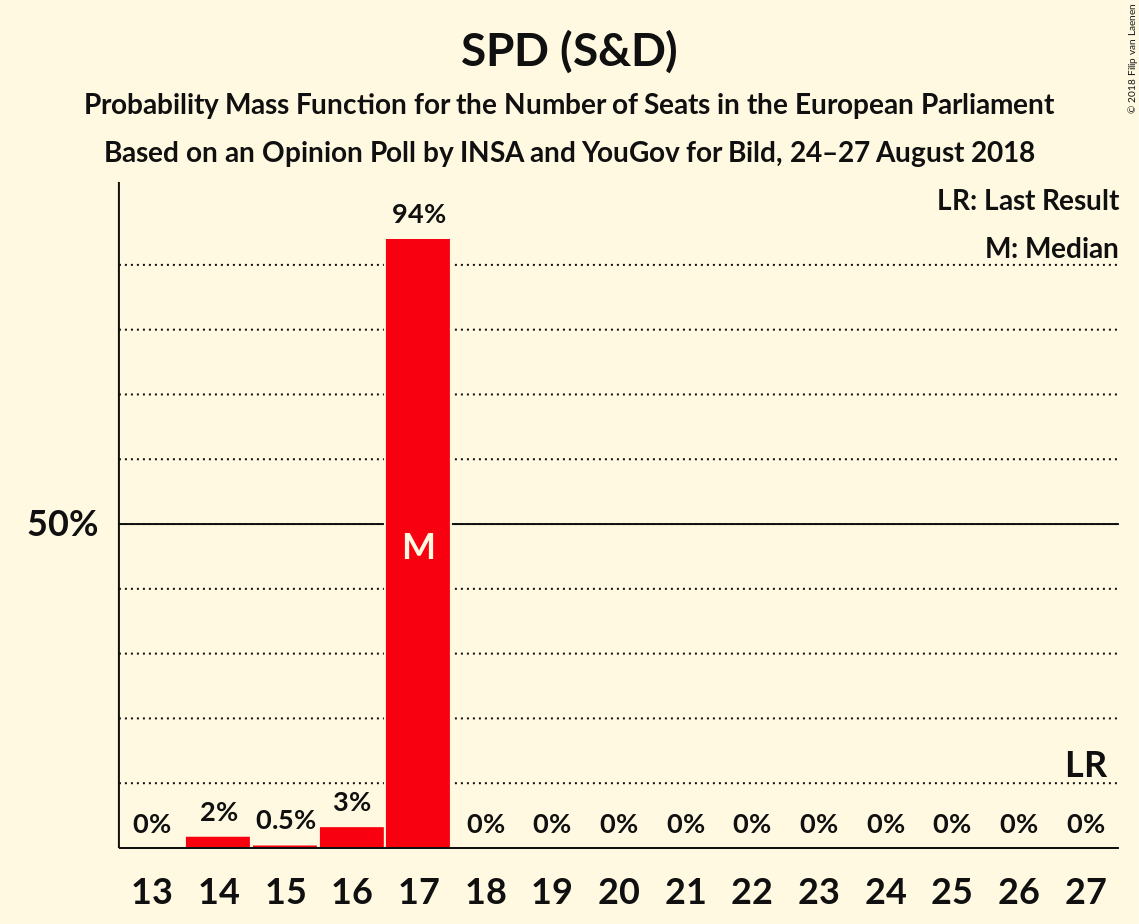 SPD (S&D)
Probability Mass Function for the Number of Seats in the European Parliament
Based on an Opinion Poll by INSA and YouGov for Bild, 24–27 August 2018
© 2018 Filip van Laenen
LR: Last Result
M: Median
94%
50%
M
LR
0% 2% 0.5% 3% 0% 0% 0% 0% 0% 0% 0% 0% 0% 0%
13 14 15 16 17 18 19 20 21 22 23 24 25 26 27